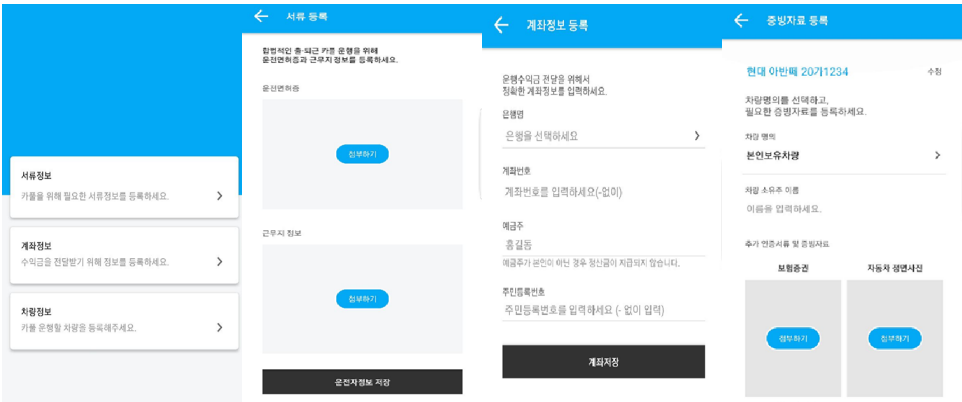 서류정보
카풀을 위해 필요한 서류정보를 등록하세요.
계좌정보
수익금을 전달받기 위해 정보를 등록하세요.
차량정보
카풀 운행할 차량을 등록해주세요.
서류 등록
합법적인 출·퇴근 카풀 운행을 위해
운전면허증과 근무지 정보를 등록하세요.
운전면허증
첨부하기
근무지 정보
첨부하기
운전자정보 저장
계좌정보 등록
운행수익금 전달을 위해서
정확한 계좌정보를 입력하세요.
은행명
은행을 선택하세요
계좌번호
계좌번호를 입력하세요(-없이)
예금주
홍길동
예금주가 본인이 아닌 경우 정산금이 지급되지 않습니다.
주민등록번호
주민등록번호를 입력하세요 (- 없이 입력)
계좌저장
증빙자료 등록
현대 아반떼 20가1234
수정
차량명의를 선택하고,
필요한 증빙자료를 등록하세요.
차량 명의
본인보유차량
차량 소유주 이름
이름을 입력하세요.
추가 인증서류 및 증빙자료
보험증권
자동차 정면사진
첨부하기
첨부하기